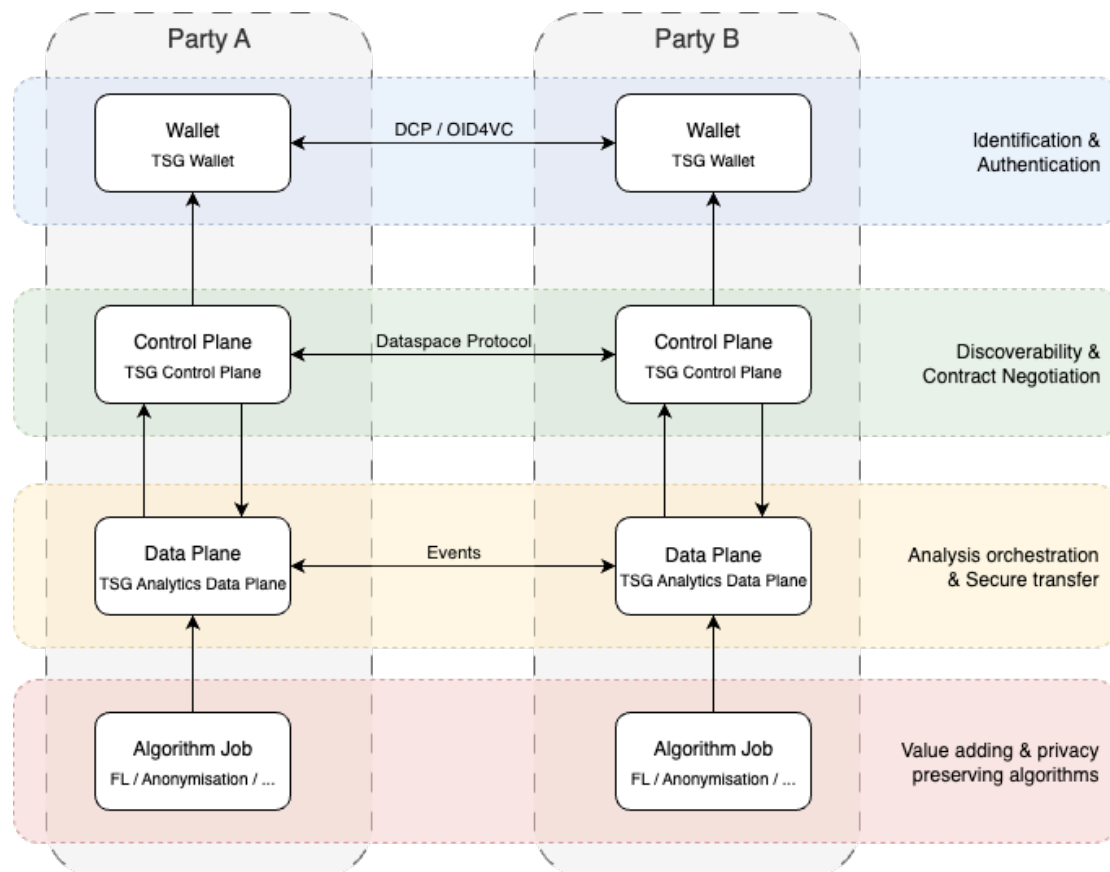 Party A
Party B
Wallet
TSG Wallet
DCP / OID4VC
Wallet
TSG Wallet
Identification &
Authentication
Control Plane
TSG Control Plane
Dataspace Protocol
Control Plane
TSG Control Plane
Discoverability &
Contract Negotiation
Data Plane
TSG Analytics Data Plane
Events
Data Plane
TSG Analytics Data Plane
Analysis orchestration
& Secure transfer
Algorithm Job
FL / Anonymisation / ...
Algorithm Job
FL / Anonymisation / ...
Value adding & privacy
preserving algorithms